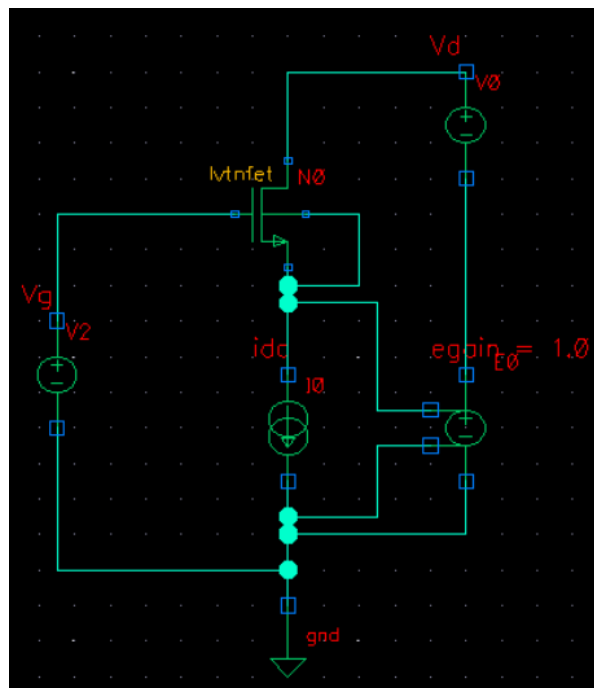 Vd
V0
lvtnfet
N0
Vg
V2
idc
I0
egain = 1.0
E0
gnd